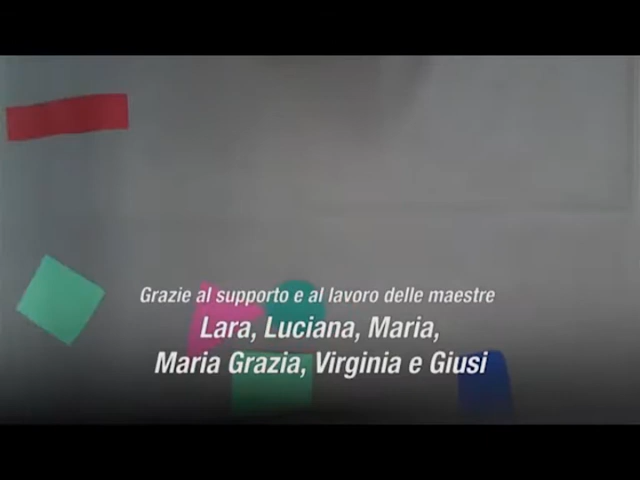 Grazie al supporto e al lavoro delle maestre
Lara, Luciana, Maria,
Maria Grazia, Virginia e Giusi